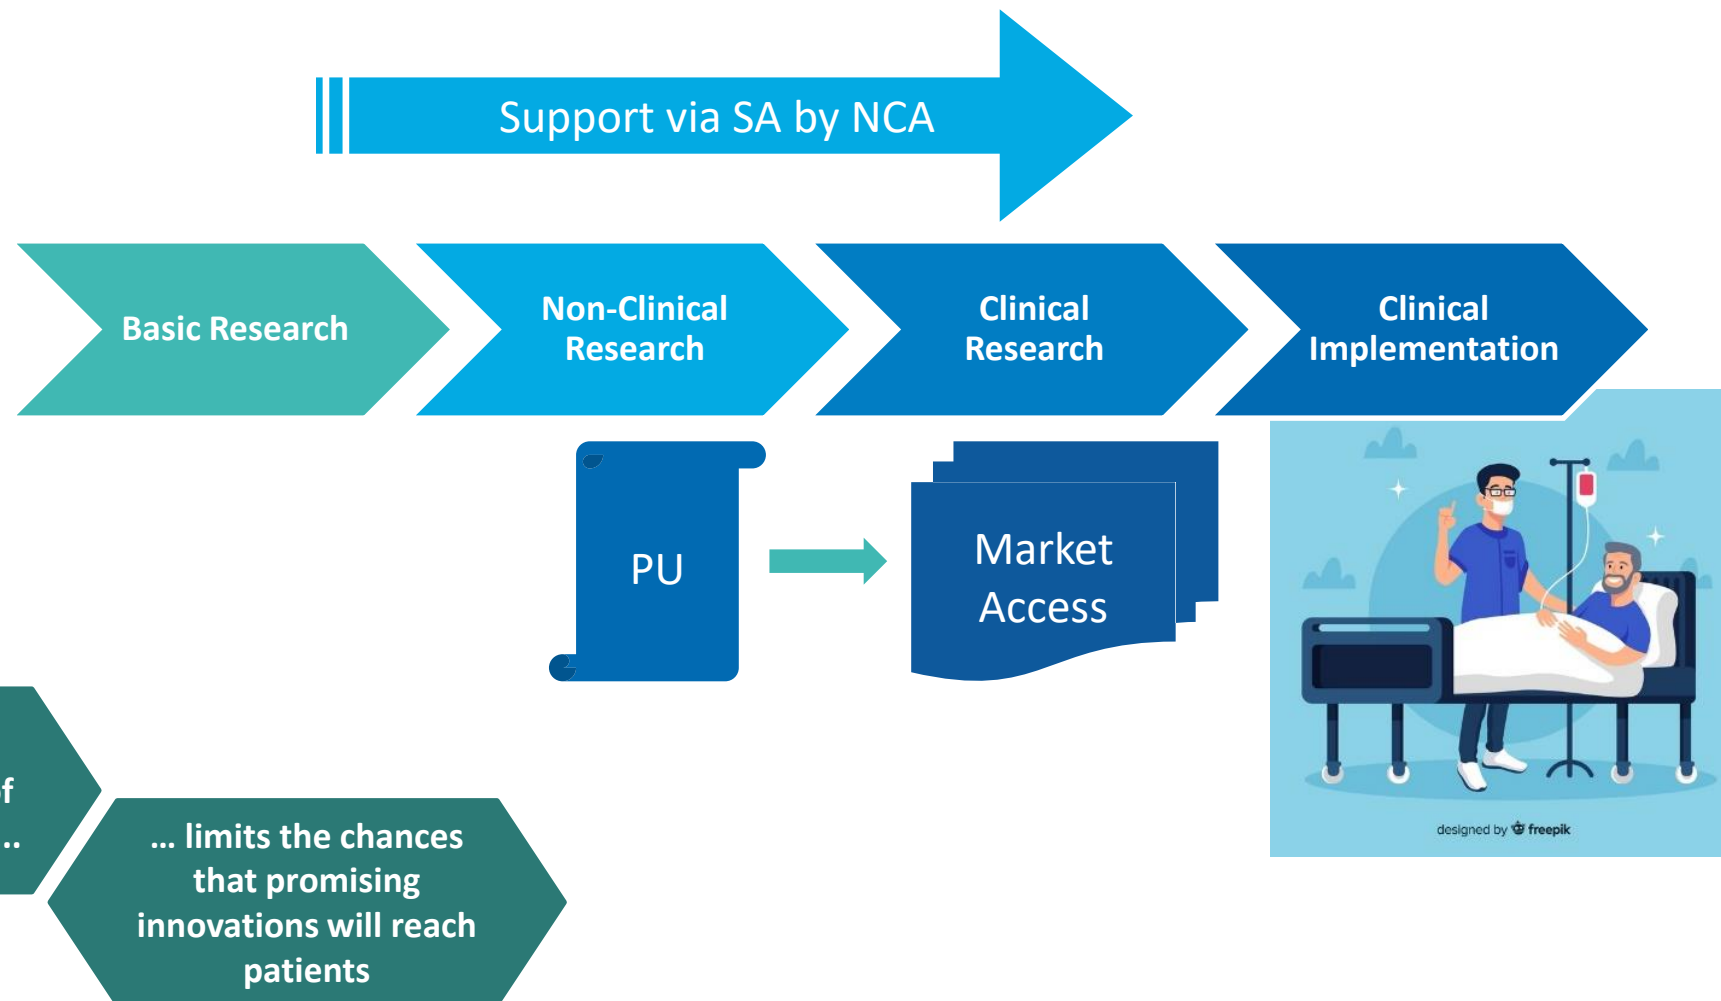 Support via SA by NCA
Basic Research
Non-Clinical
Research
Clinical
Research
Clinical
Implementation
PU
Market
Access
of
...
... limits the chances
that promising
innovations will reach
patients
designed by freepik